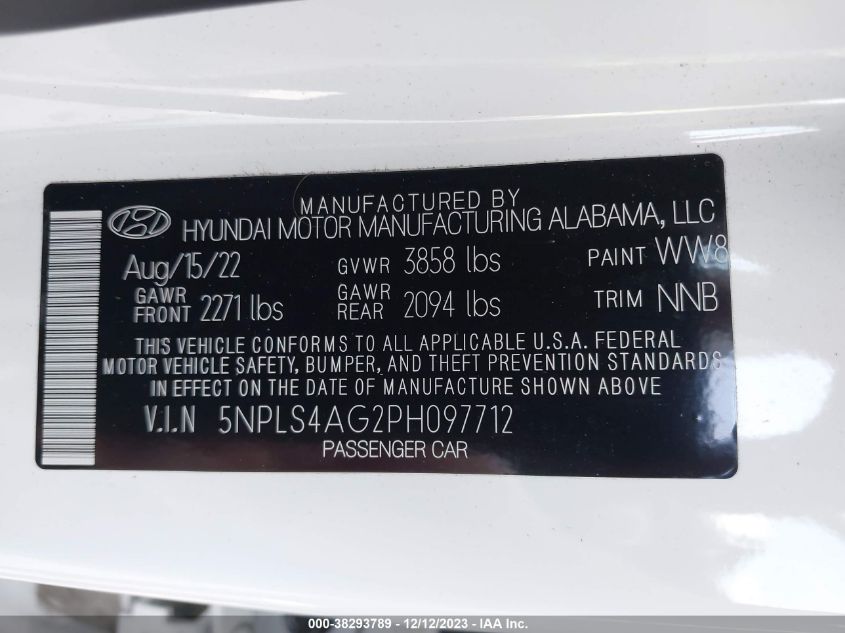 MANUFACTURED BY
HYUNDAI MOTOR MANUFACTURING ALABAMA, LLC
Aug/15/22 GVWR 3858 lbs PAINT WW8
GAWR FRONT 2271 lbs GAWR REAR 2094 lbs TRIM NNB
THIS VEHICLE CONFORMS TO ALL APPLICABLE U.S.A. FEDERAL
MOTOR VEHICLE SAFETY, BUMPER, AND THEFT PREVENTION STANDARDS
IN EFFECT ON THE DATE OF MANUFACTURE SHOWN ABOVE
V.I.N 5NPLS4AG2PH097712
PASSENGER CAR
000-38293789 - 12/12/2023 - IAA Inc.